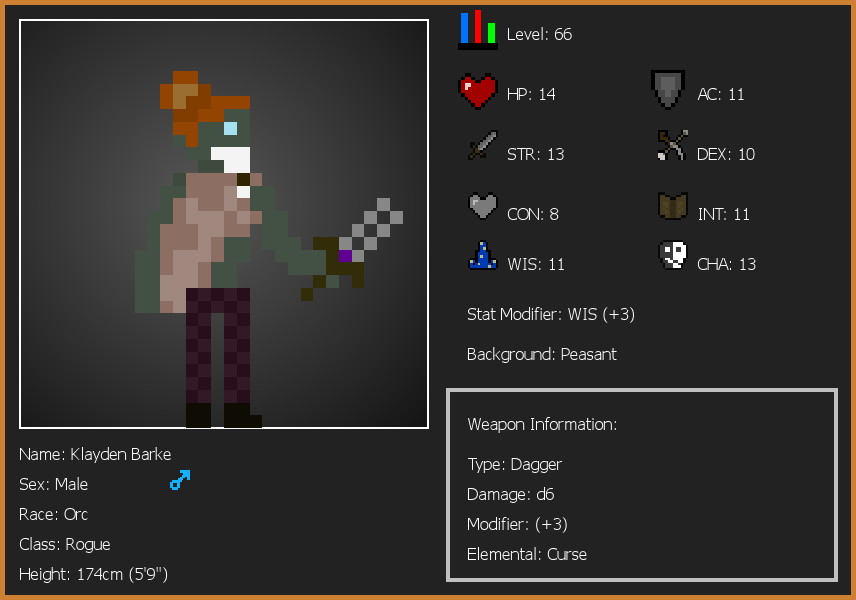 Level: 66
HP: 14
AC: 11
STR: 13
DEX: 10
CON: 8
INT: 11
WIS: 11
CHA: 13
Stat Modifier: WIS (+3)
Background: Peasant
Weapon Information:
Type: Dagger
Damage: d6
Modifier: (+3)
Elemental: Curse
Name: Klayden Barke
Sex: Male
Race: Orc
Class: Rogue
Height: 174cm (5'9")